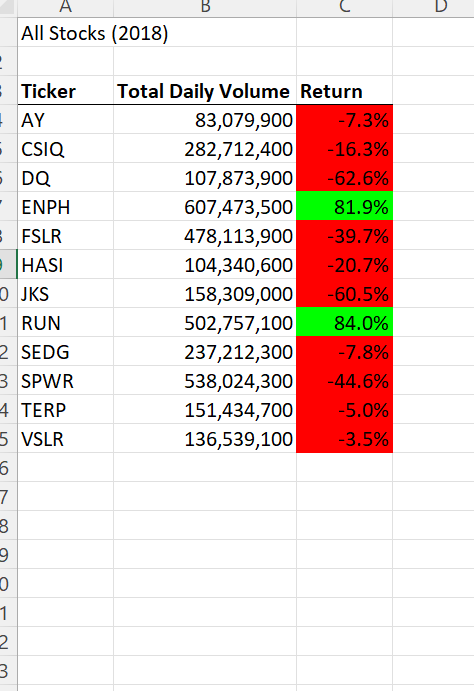 A B C D
All Stocks (2018)
2
3 Ticker Total Daily Volume Return
4 AY 83,079,900 -7.3%
5 CSIQ 282,712,400 -16.3%
6 DQ 107,873,900 -62.6%
7 ENPH 607,473,500 81.9%
8 FSLR 478,113,900 -39.7%
9 HASI 104,340,600 -20.7%
0 JKS 158,309,000 -60.5%
1 RUN 502,757,100 84.0%
2 SEDG 237,212,300 -7.8%
3 SPWR 538,024,300 -44.6%
4 TERP 151,434,700 -5.0%
5 VSLR 136,539,100 -3.5%
6
7
8
9
0
1
2
3